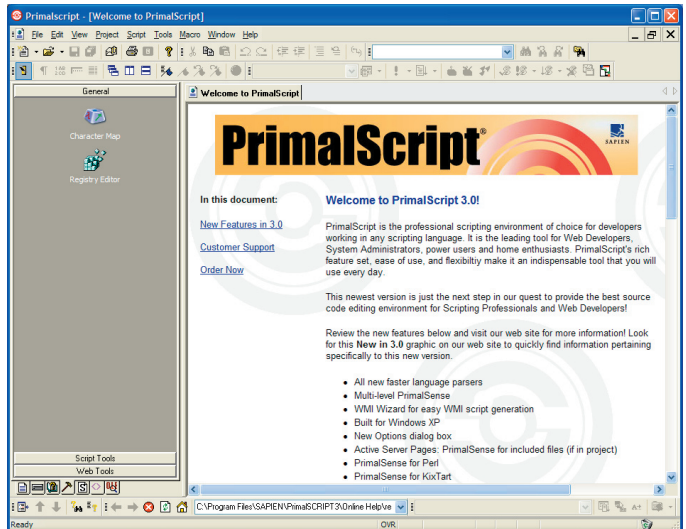 Primalscript - [Welcome to PrimalScript]
File Edit View Project Script Tools Macro Window Help
General
Welcome to PrimalScript
Character Map
Registry Editor
PrimalScript®
SAPIEN
In this document:
New Features in 3.0
Customer Support
Order Now
Welcome to PrimalScript 3.0!
PrimalScript is the professional scripting environment of choice for developers
working in any scripting language. It is the leading tool for Web Developers,
System Administrators, power users and home enthusiasts. PrimalScript's rich
feature set, ease of use, and flexibiltiy make it an indispensable tool that you will
use every day.
This newest version is just the next step in our quest to provide the best source
code editing environment for Scripting Professionals and Web Developers!
Review the new features below and visit our web site for more information! Look
for this New in 3.0 graphic on our web site to quickly find information pertaining
specifically to this new version.
All new faster language parsers
Multi-level PrimalSense
WMI Wizard for easy WMI script generation
Built for Windows XP
New Options dialog box
Active Server Pages: PrimalSense for included files (if in project)
PrimalSense for Perl
PrimalSense for KixTart
Script Tools
Web Tools
C:\Program Files\SAPIEN\PrimalSCRIPT3\Online Help\ve
Ready
OVR